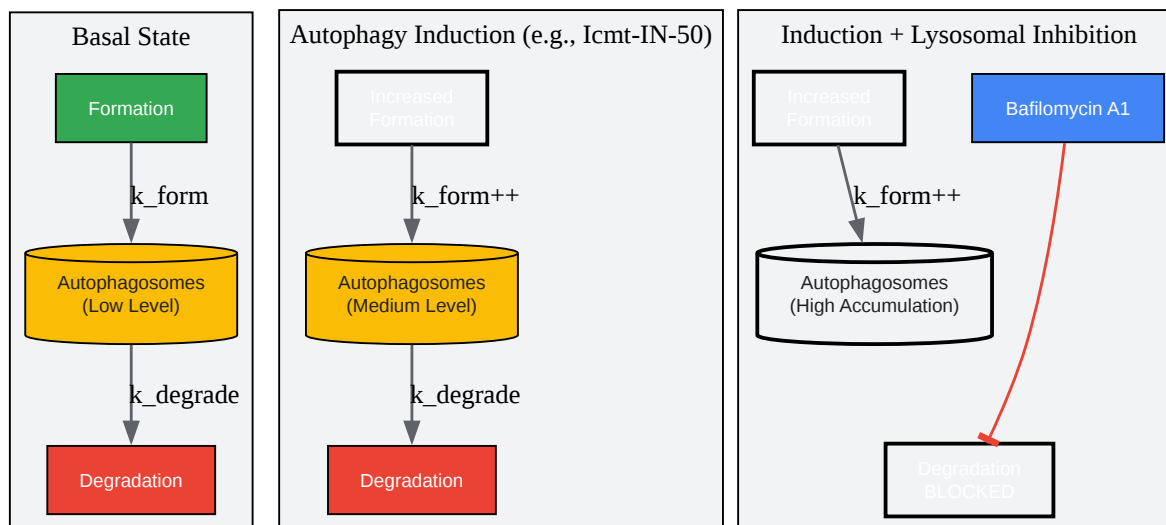 Basal State
Formation
k_form
Autophagosomes
(Low Level)
k_degrade
Degradation
Autophagy Induction (e.g., Icmt-IN-50)
Increased
Formation
k_form++
Autophagosomes
(Medium Level)
k_degrade
Degradation
Induction + Lysosomal Inhibition
Increased
Formation
Bafilomycin A1
k_form++
Autophagosomes
(High Accumulation)
Degradation
BLOCKED